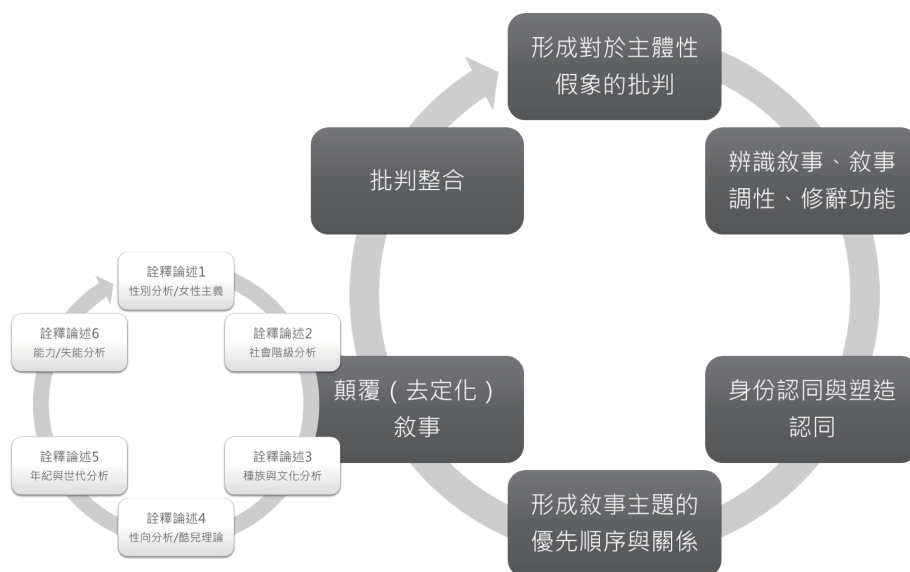 形成對於主體性
假象的批判
辨識敘事、敘事
調性、修辭功能
身份認同與塑造
認同
形成敘事主題的
優先順序與關係
顛覆（去定化）
敘事
批判整合
詮釋論述1
性別分析/女性主義
詮釋論述2
社會階級分析
詮釋論述3
種族與文化分析
詮釋論述4
性向分析/酷兒理論
詮釋論述5
年紀與世代分析
詮釋論述6
能力/失能分析